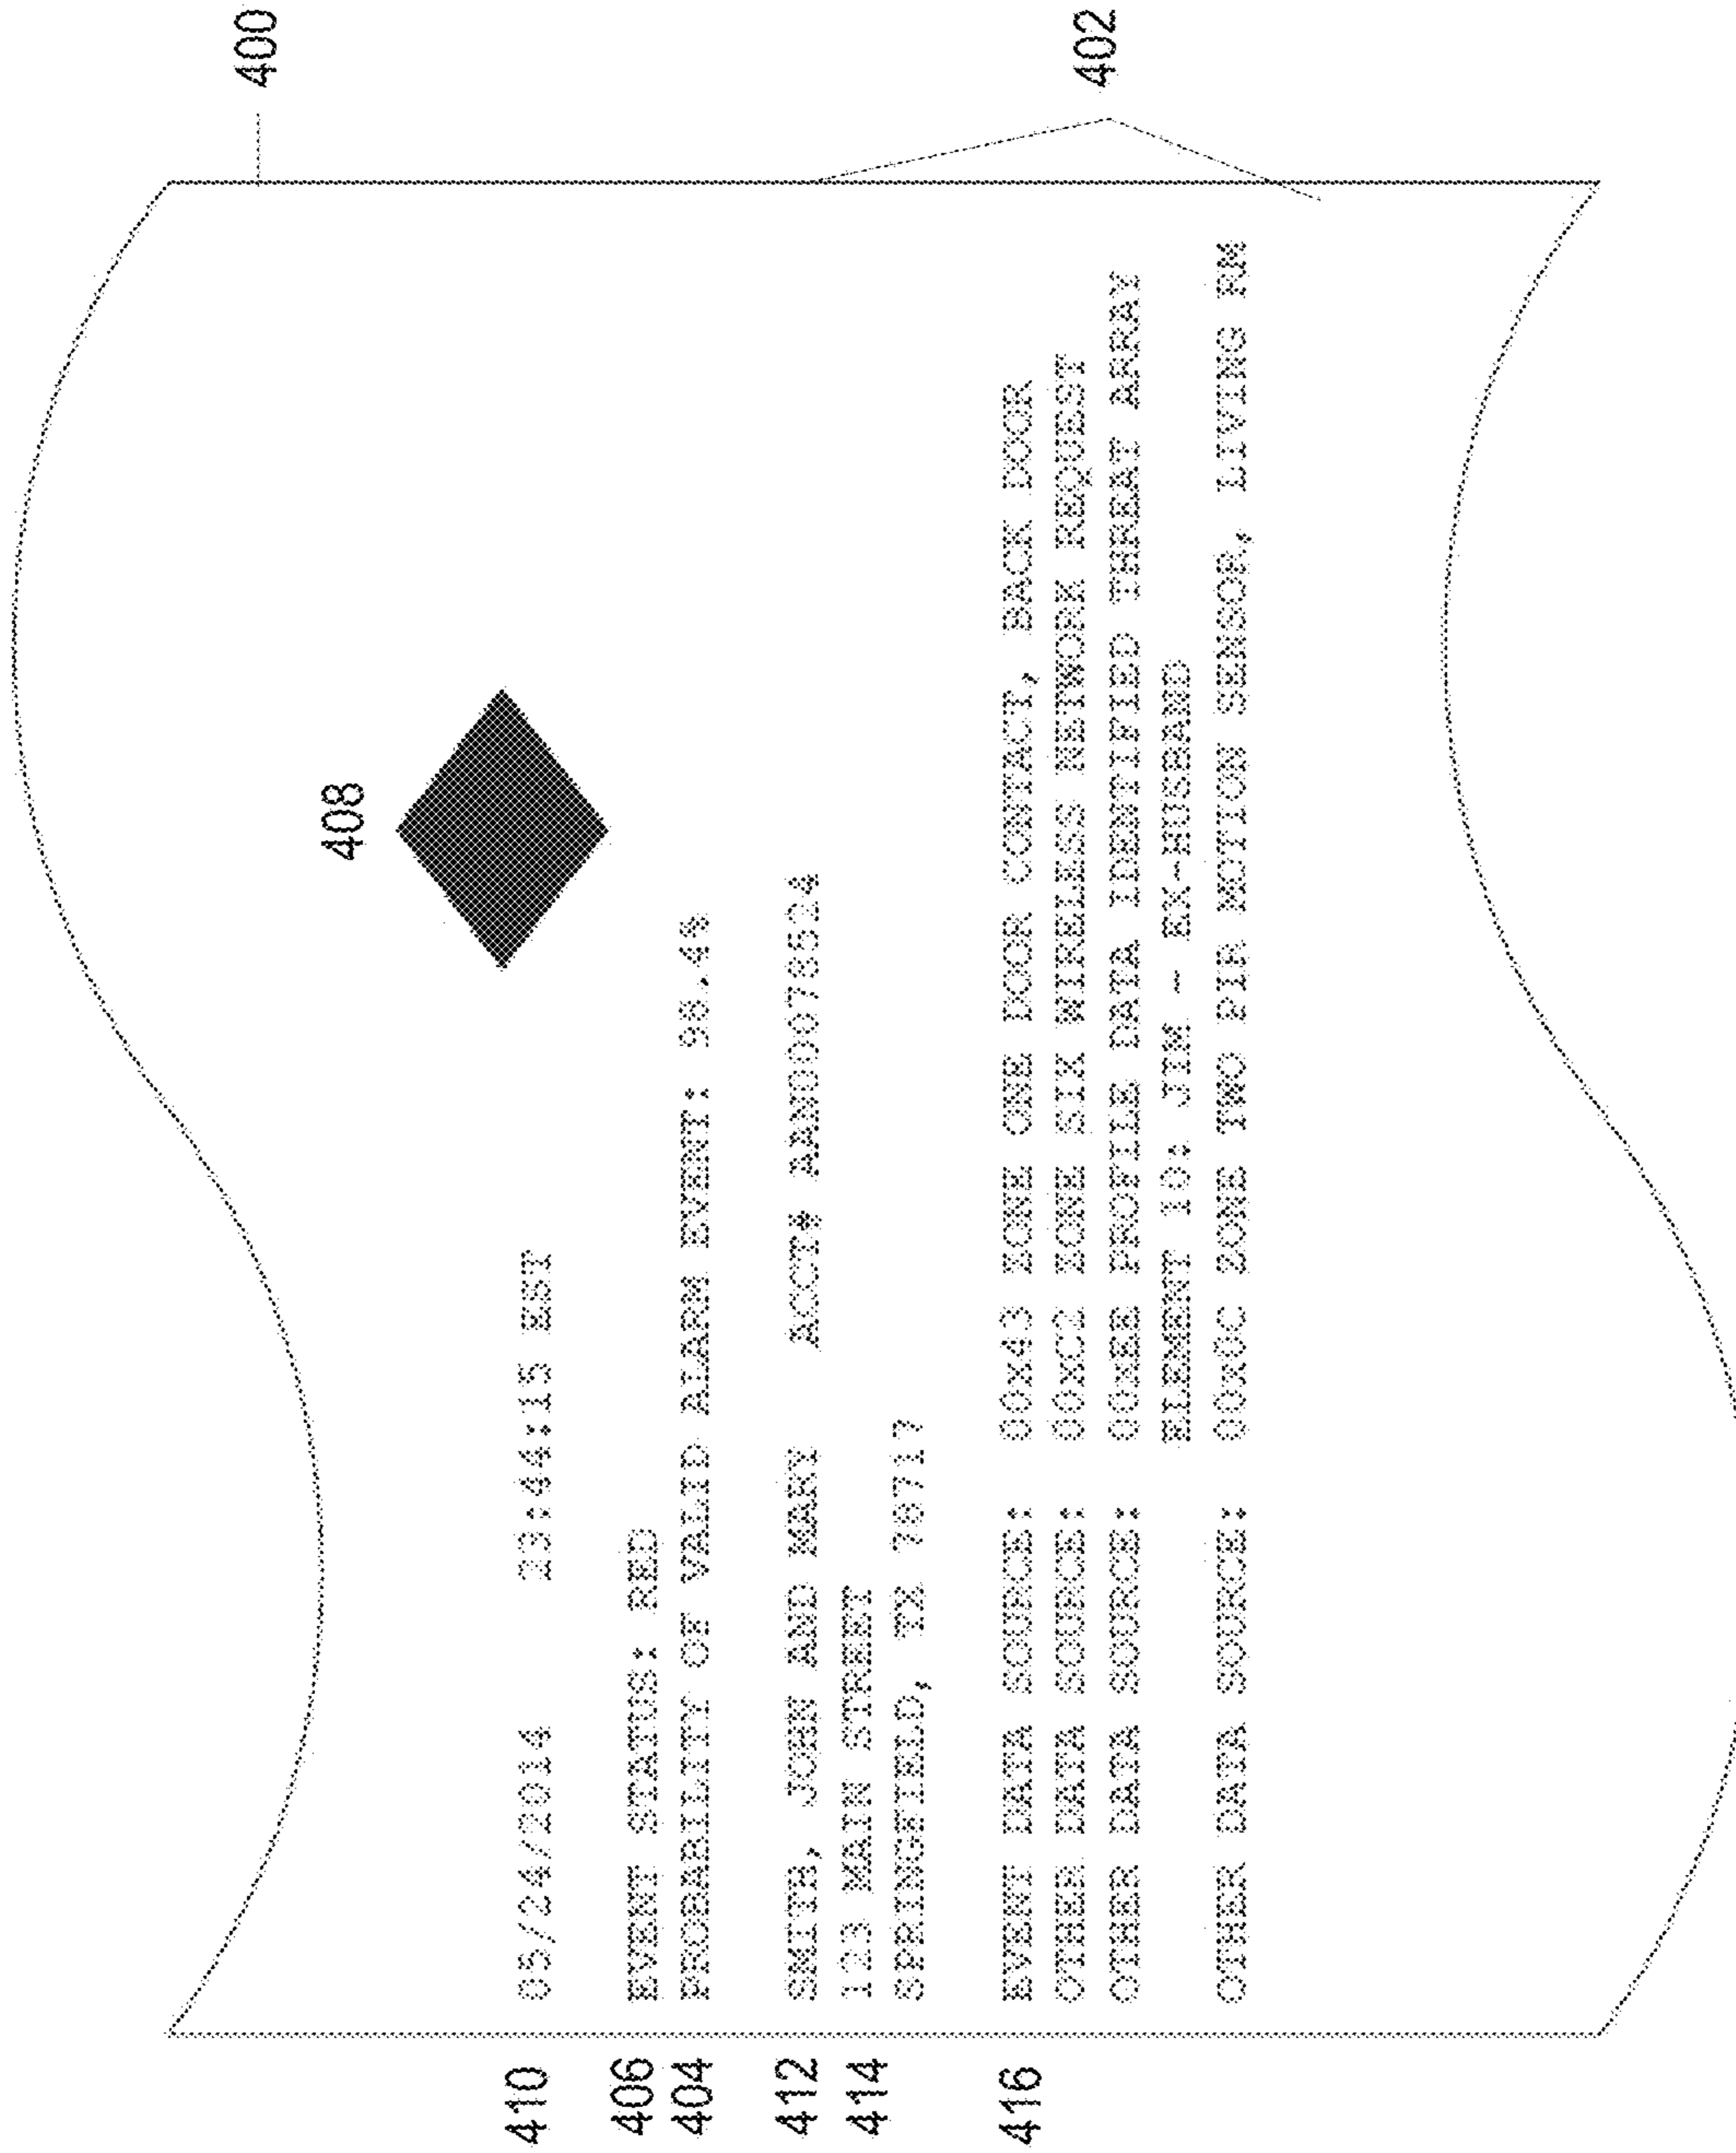 400
408
410 05/24/2014 23:44:15 EST
406 EVENT STATUS: RED
404 PROBABILITY OF VALID ALARM EVENT: 98.4%
412 SMITH, JOHN AND MARY ACCT#
414 123 MAIN STREET
SPRINGFIELD, TX 78717
402
416 EVENT DATA SOURCE: 00x43 ZONE ONE DOOR CONTACT, BACK DOOR
OTHER DATA SOURCE: 00xC2 ZONE SIX WIRELESS NETWORK REQUEST
OTHER DATA SOURCE: PROFILE DATA IDENTIFIED THREAT ARRAY
ELEMENT 10: JIM - EX-HUSBAND
OTHER DATA SOURCE: ZONE TWO PIR MOTION SENSOR, LIVING RM